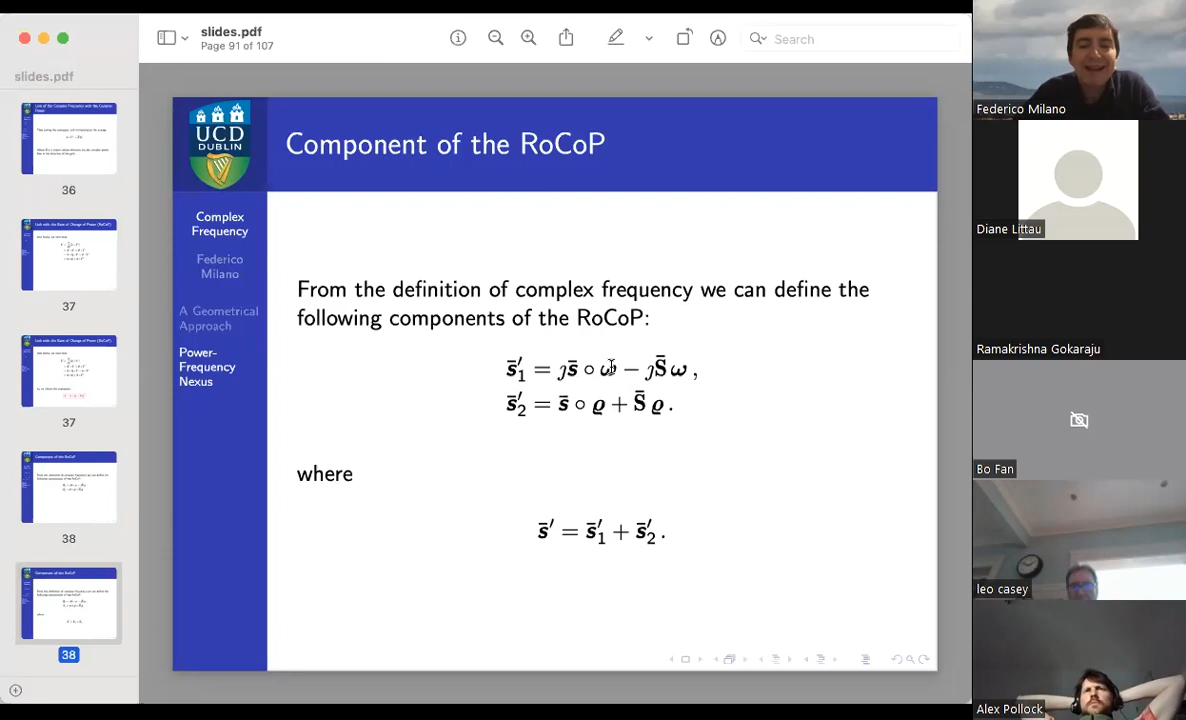 slides.pdf
Page 91 of 107
Search
slides.pdf
36
37
37
38
38
UCD
DUBLIN
Component of the RoCoP
Complex
Frequency
Federico
Milano
A Geometrical
Approach
Power-
Frequency
Nexus
From the definition of complex frequency we can define the
following components of the RoCoP:
s̄′₁ = ȷs̄ ∘ ω − ȷS̄ω ,
s̄′₂ = s̄ ∘ ϱ + S̄ϱ .
where
s̄′ = s̄′₁ + s̄′₂ .
Federico Milano
Diane Littau
Ramakrishna Gokaraju
Bo Fan
leo casey
Alex Pollock